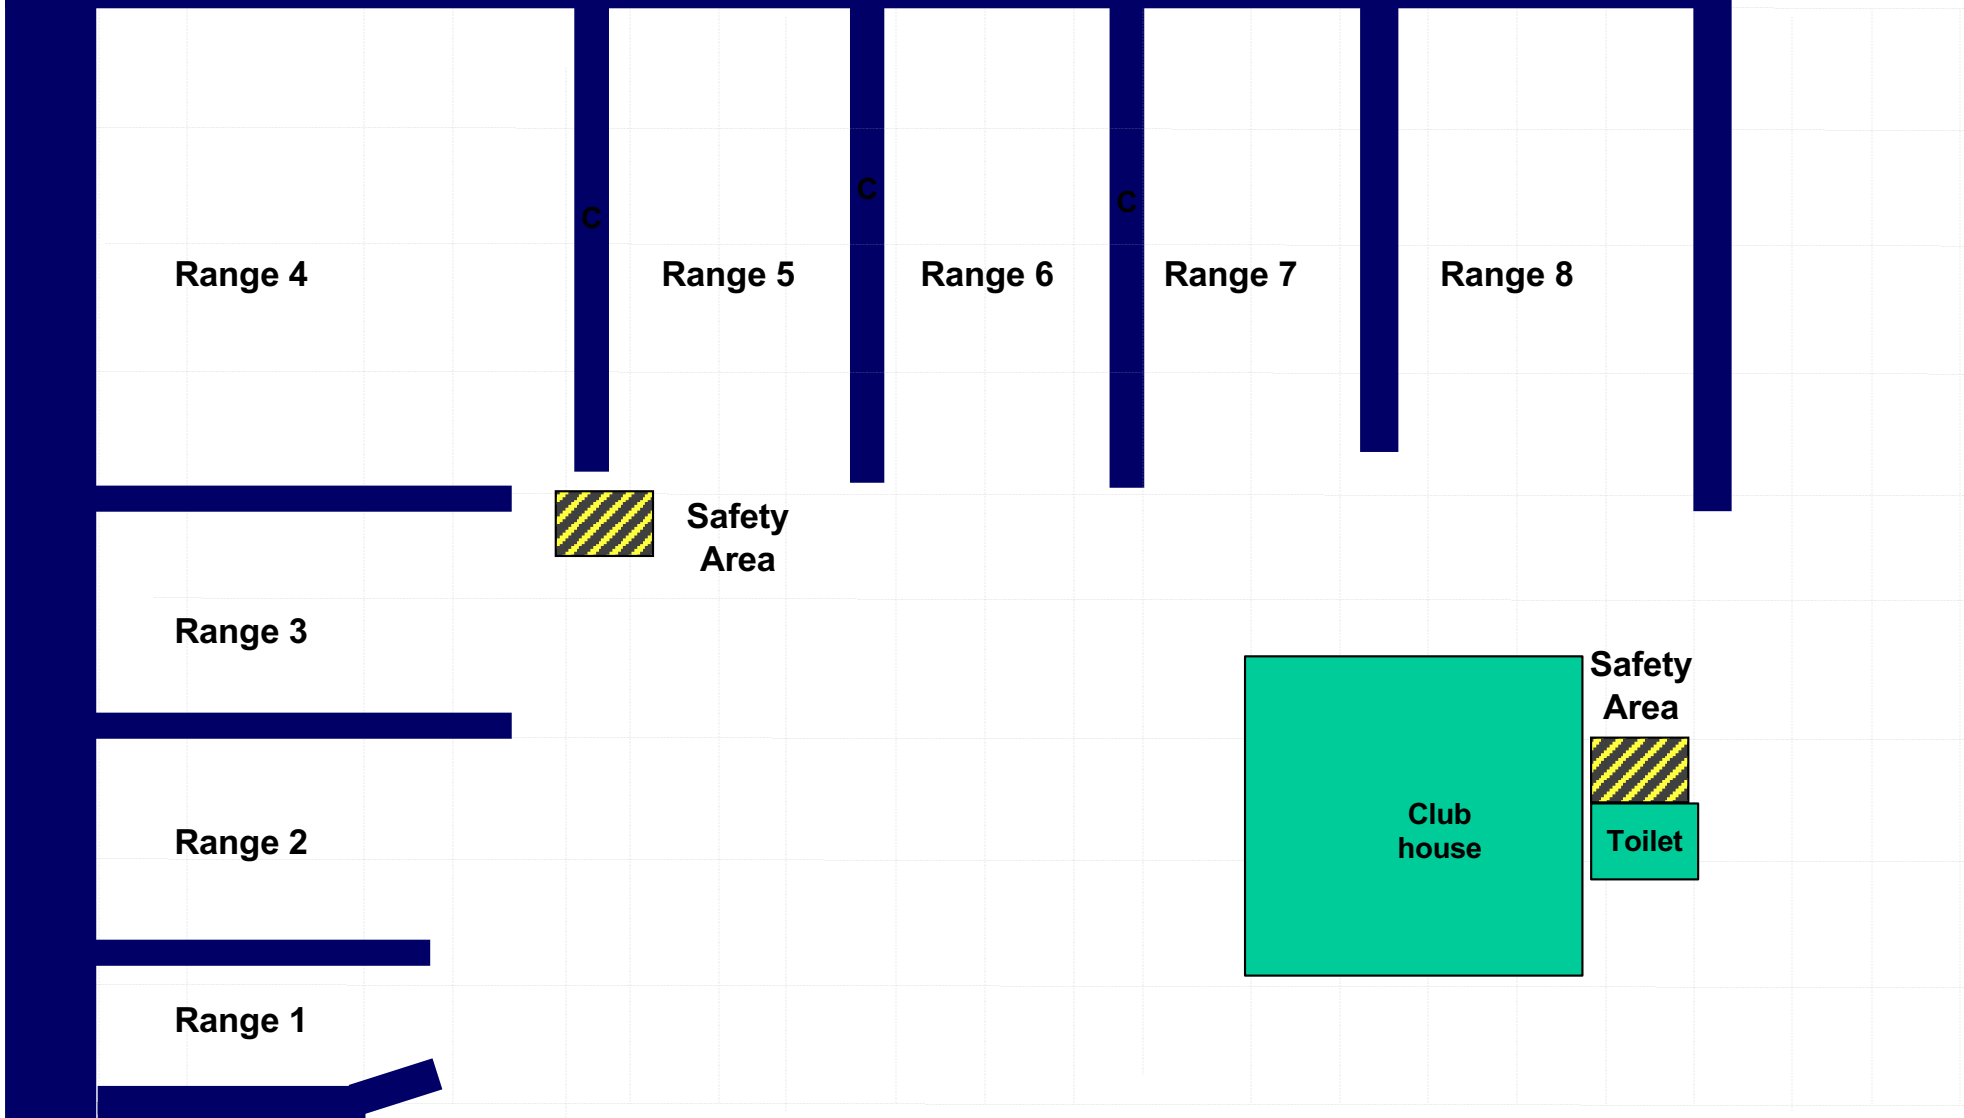 C
C
C
Range 4
Range 5
Range 6
Range 7
Range 8
Safety
Area
Range 3
Safety
Area
Club
house
Toilet
Range 2
Range 1